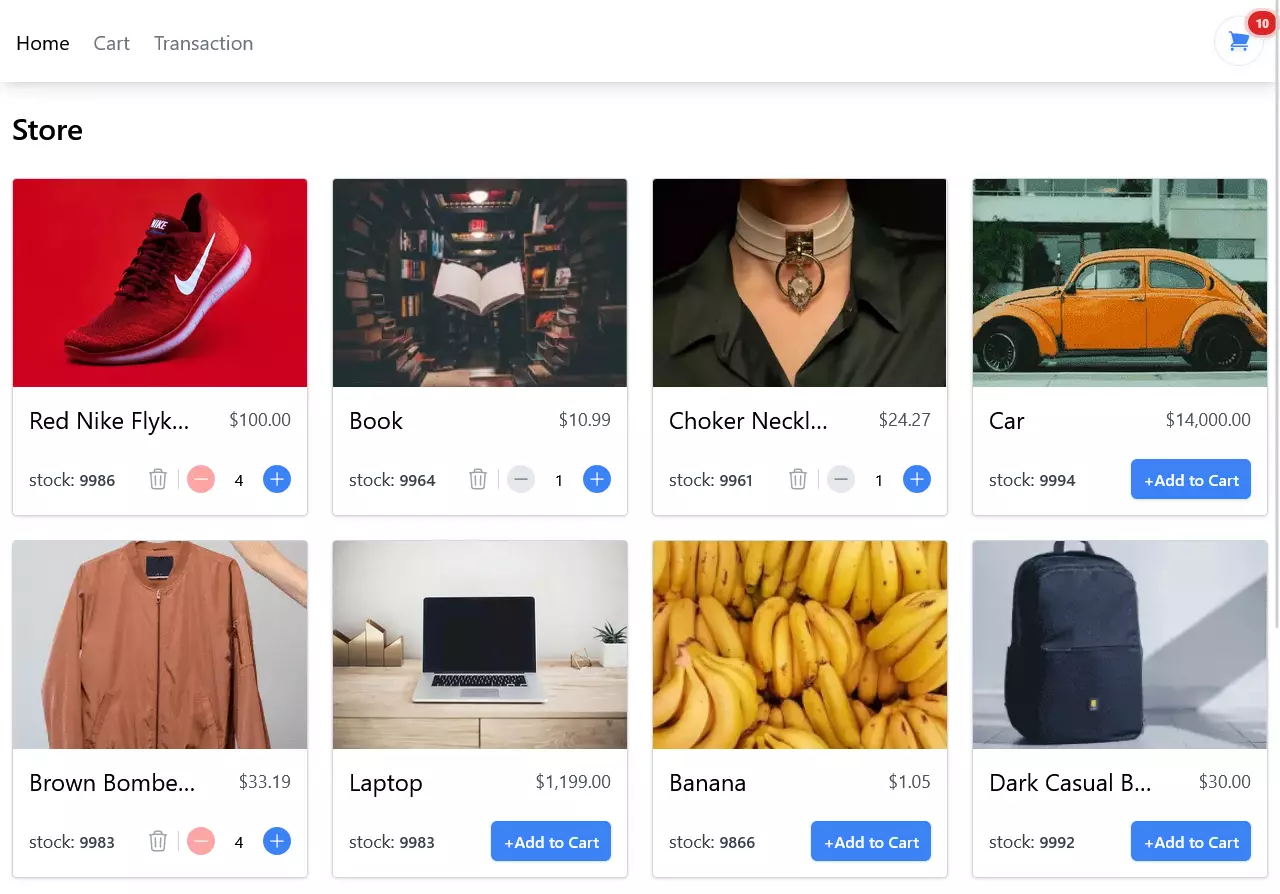 Home Cart Transaction 10
Store
NIKE
EXIT
Red Nike Flyk... $100.00
stock: 9986 4
Book $10.99
stock: 9964 1
Choker Neckl... $24.27
stock: 9961 1
Car $14,000.00
stock: 9994 +Add to Cart
Brown Bombe... $33.19
stock: 9983 4
Laptop $1,199.00
stock: 9983 +Add to Cart
Banana $1.05
stock: 9866 +Add to Cart
Dark Casual B... $30.00
stock: 9992 +Add to Cart